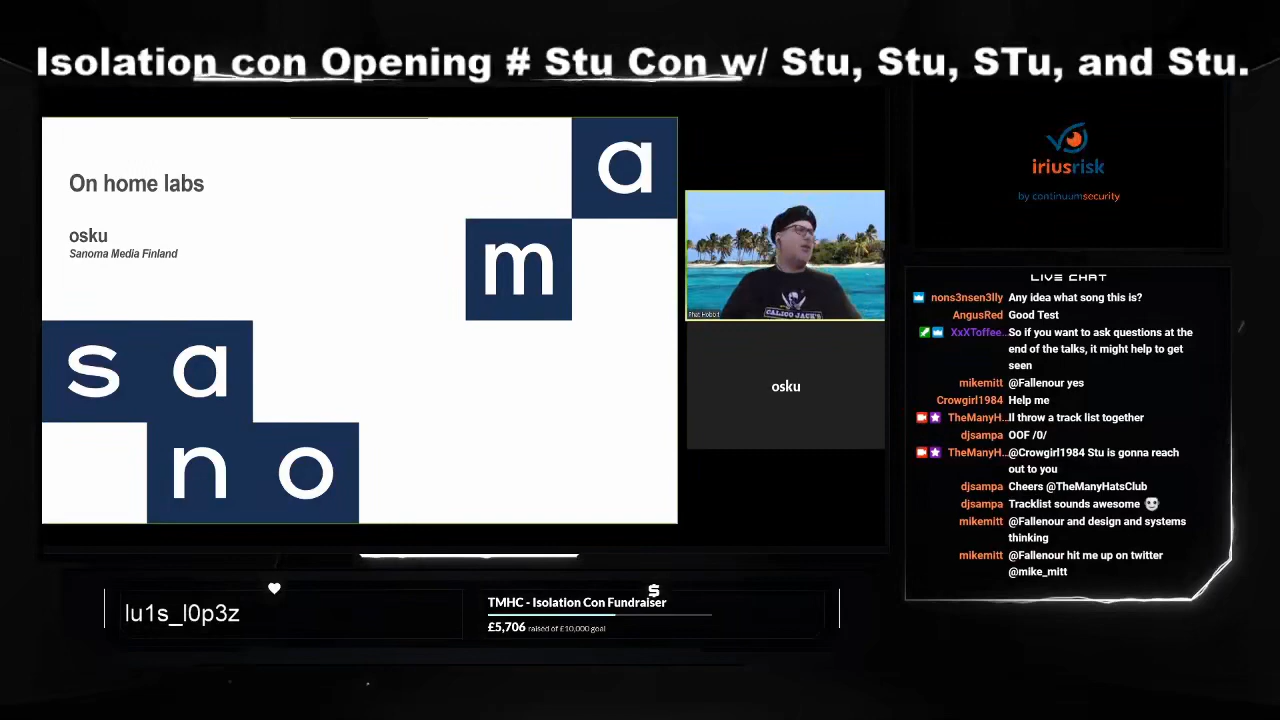 Isolation con Opening # Stu Con w/ Stu, Stu, STu, and Stu.
On home labs
osku
Sanoma Media Finland
a
m
s a
n o
CALICO JACK'S
Phat Hobbit
osku
iriusrisk
by continuumsecurity
LIVE CHAT
nons3nsen3lly Any idea what song this is?
AngusRed Good Test
XxXToffee... So if you want to ask questions at the
end of the talks, it might help to get
seen
mikemitt @Fallenour yes
Crowgirl1984 Help me
TheManyH... Il throw a track list together
djsampa OOF /0/
TheManyH... @Crowgirl1984 Stu is gonna reach
out to you
djsampa Cheers @TheManyHatsClub
djsampa Tracklist sounds awesome
mikemitt @Fallenour and design and systems
thinking
mikemitt @Fallenour hit me up on twitter
@mike_mitt
lu1s_l0p3z
$
TMHC - Isolation Con Fundraiser
£5,706 raised of £10,000 goal